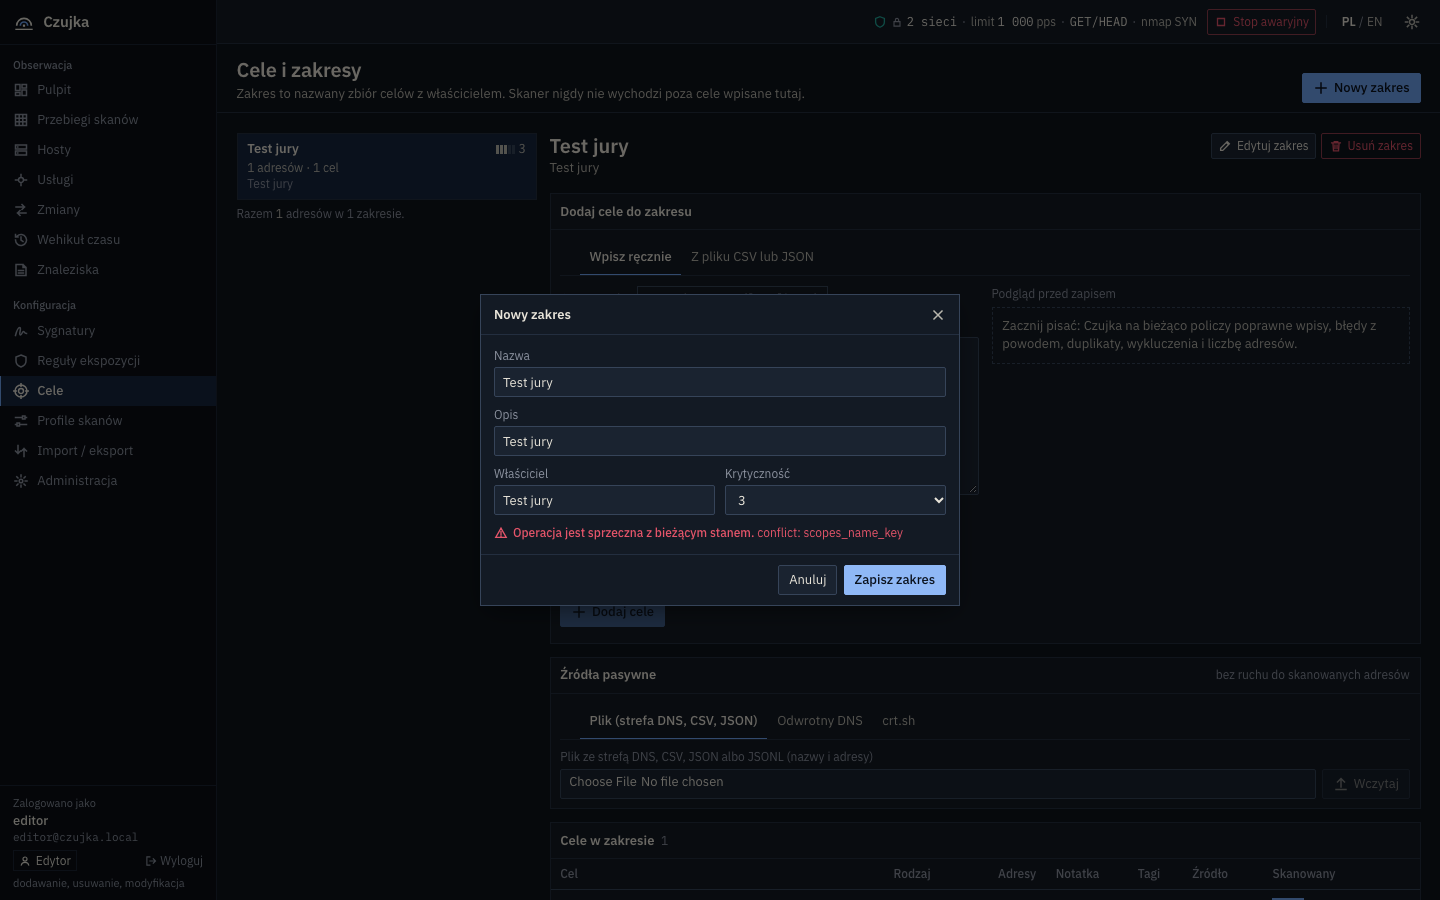 Czujka
2 sieci · limit 1 000 pps · GET/HEAD · nmap SYN
Stop awaryjny
PL / EN
Obserwacja
Pulpit
Przebiegi skanów
Hosty
Usługi
Zmiany
Wehikuł czasu
Znaleziska
Konfiguracja
Sygnatury
Reguły ekspozycji
Cele
Profile skanów
Import / eksport
Administracja
Zalogowano jako
editor
editor@czujka.local
Edytor
Wyloguj
dodawanie, usuwanie, modyfikacja
Cele i zakresy
Zakres to nazwany zbiór celów z właścicielem. Skaner nigdy nie wychodzi poza cele wpisane tutaj.
Nowy zakres
Test jury
3
1 adresów · 1 cel
Test jury
Razem 1 adresów w 1 zakresie.
Test jury
Test jury
Edytuj zakres
Usuń zakres
Dodaj cele do zakresu
Wpisz ręcznie
Z pliku CSV lub JSON
Podgląd przed zapisem
Zacznij pisać: Czujka na bieżąco policzy poprawne wpisy, błędy z
powodem, duplikaty, wykluczenia i liczbę adresów.
Nowy zakres
Nazwa
Test jury
Opis
Test jury
Właściciel
Krytyczność
Test jury
3
Operacja jest sprzeczna z bieżącym stanem. conflict: scopes_name_key
Anuluj
Zapisz zakres
Dodaj cele
Źródła pasywne
bez ruchu do skanowanych adresów
Plik (strefa DNS, CSV, JSON)
Odwrotny DNS
crt.sh
Plik ze strefą DNS, CSV, JSON albo JSONL (nazwy i adresy)
Choose File No file chosen
Wczytaj
Cele w zakresie 1
Cel
Rodzaj
Adresy
Notatka
Tagi
Źródło
Skanowany